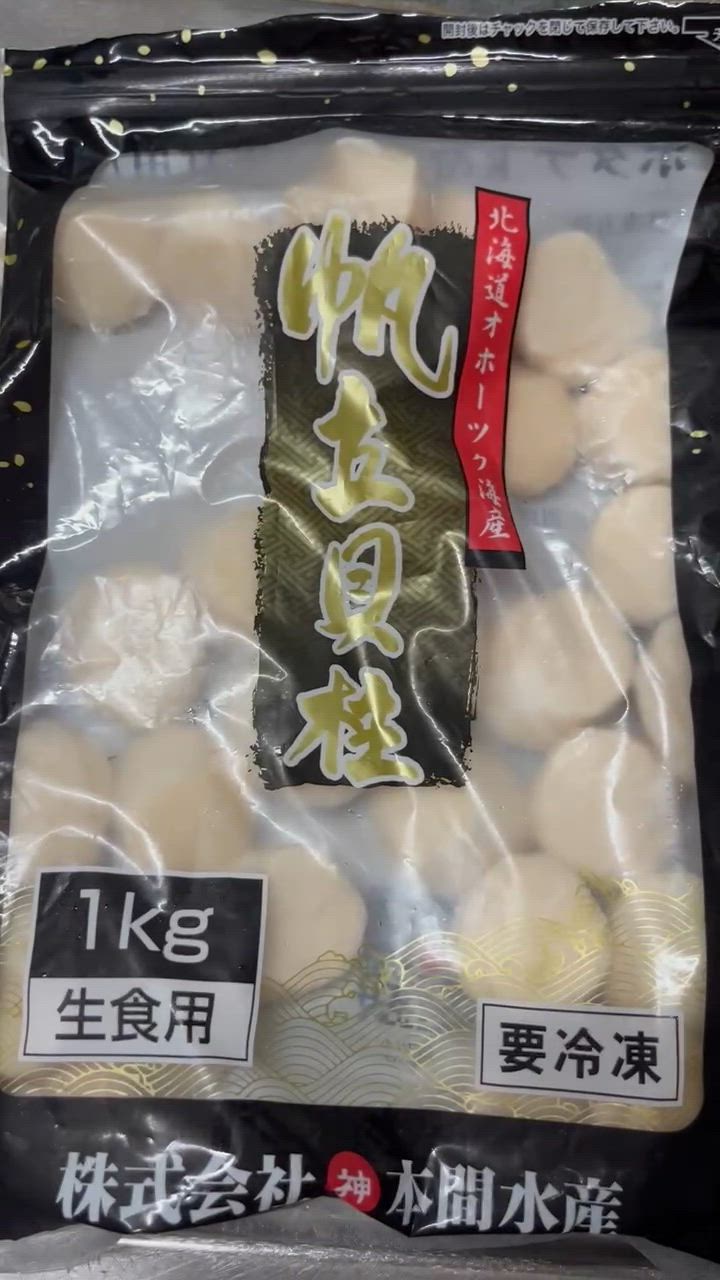 開封後はチャックを閉じて保存して下さい。
北海道オホーツク海産
帆立貝柱
1kg
生食用
要冷凍
株式会社 神 本間水産